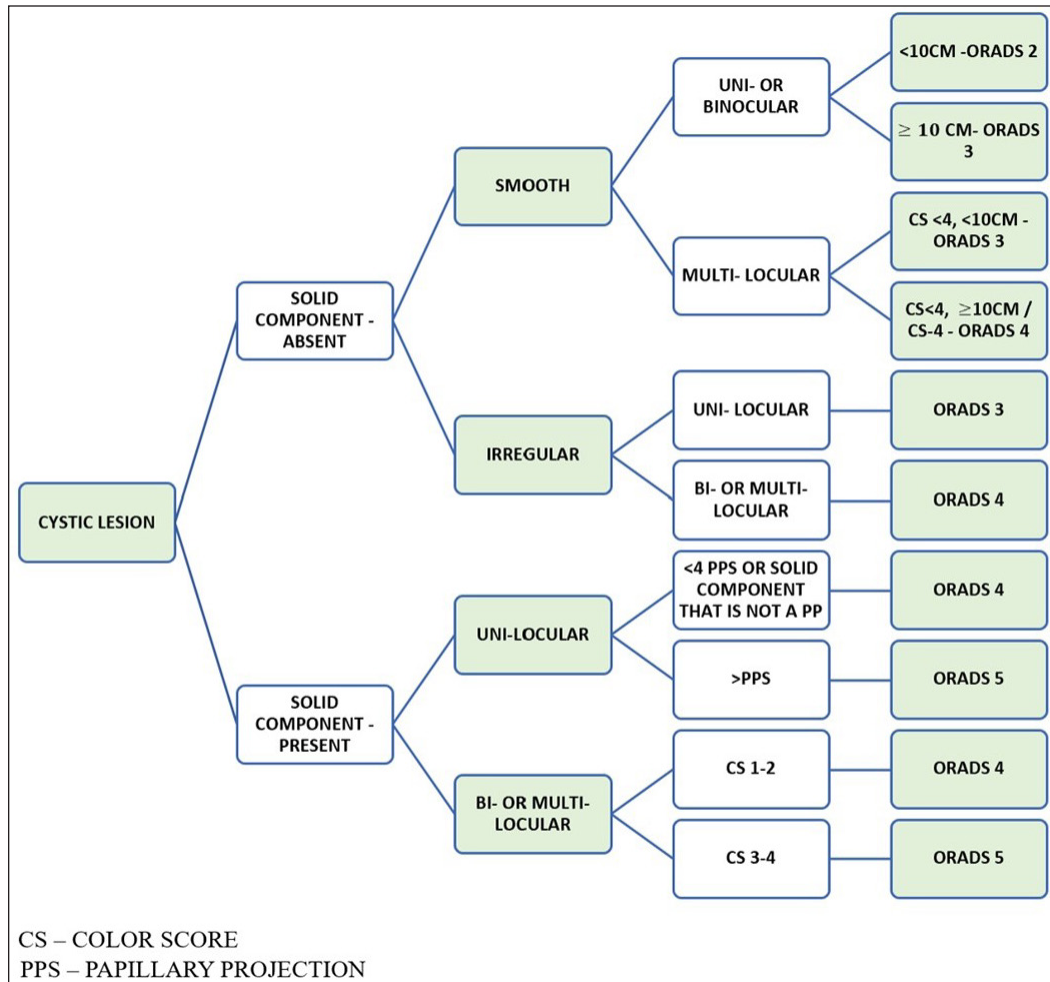 CYSTIC LESION
SOLID
COMPONENT -
ABSENT
SMOOTH
UNI- OR
BINOCULAR
<10CM -ORADS 2
≥ 10 CM- ORADS
3
MULTI- LOCULAR
CS <4, <10CM -
ORADS 3
CS<4, ≥10CM /
CS-4 - ORADS 4
IRREGULAR
UNI- LOCULAR
ORADS 3
BI- OR MULTI-
LOCULAR
ORADS 4
SOLID
COMPONENT -
PRESENT
UNI-LOCULAR
<4 PPS OR SOLID
COMPONENT
THAT IS NOT A PP
ORADS 4
>PPS
ORADS 5
BI- OR MULTI-
LOCULAR
CS 1-2
ORADS 4
CS 3-4
ORADS 5
CS – COLOR SCORE
PPS – PAPILLARY PROJECTION